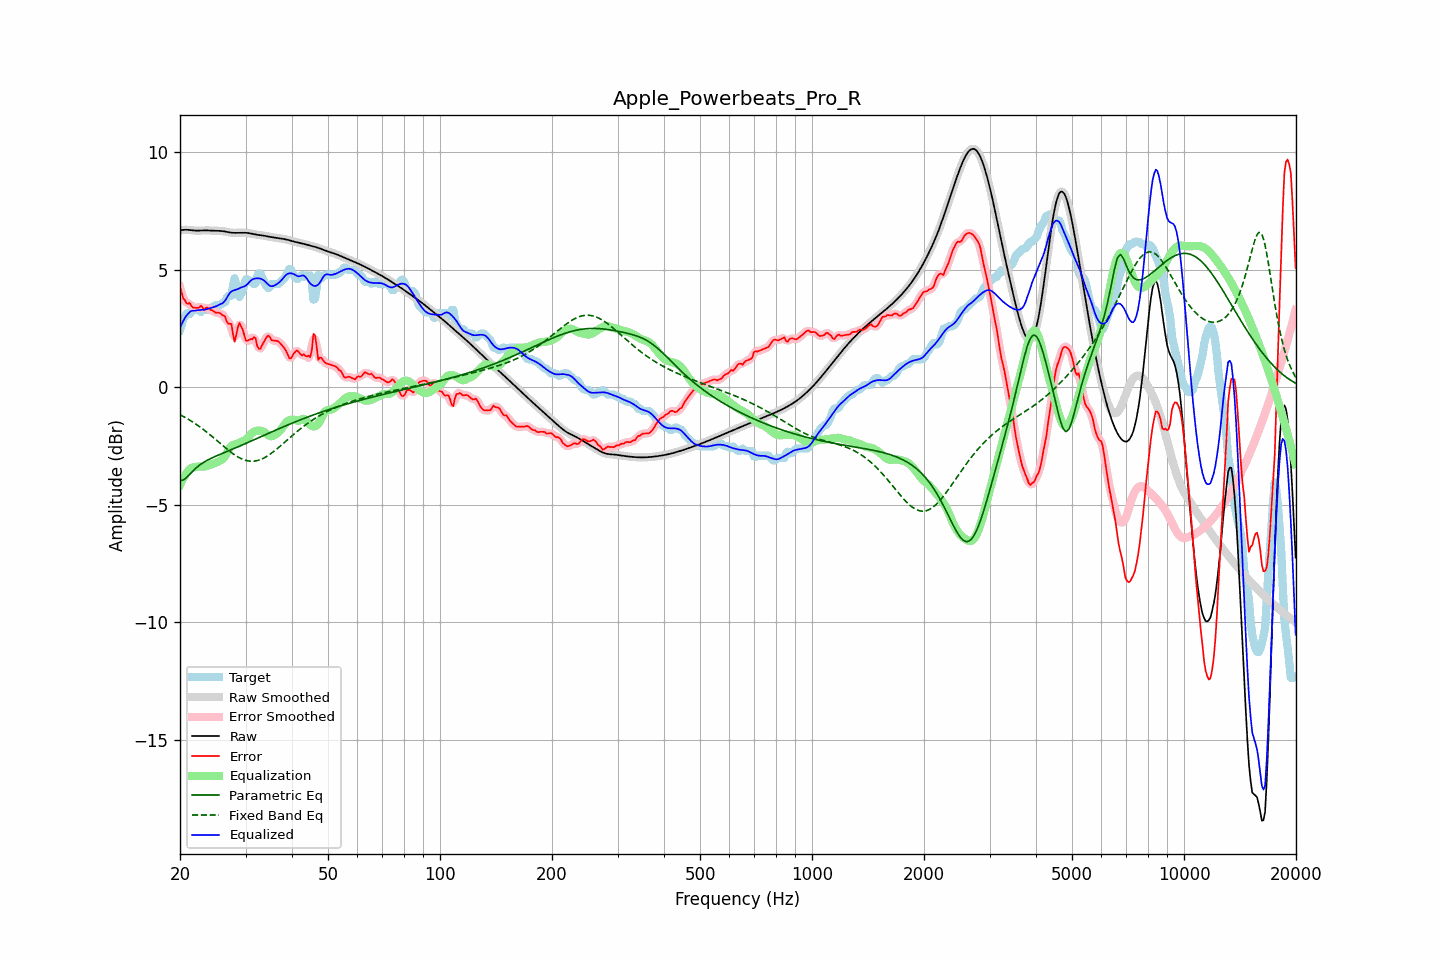 Apple_Powerbeats_Pro_R
10
5
0
−5
−10
−15
Amplitude (dBr)
Target
Raw Smoothed
Error Smoothed
Raw
Error
Equalization
Parametric Eq
Fixed Band Eq
Equalized
20 50 100 200 500 1000 2000 5000 10000 20000
Frequency (Hz)